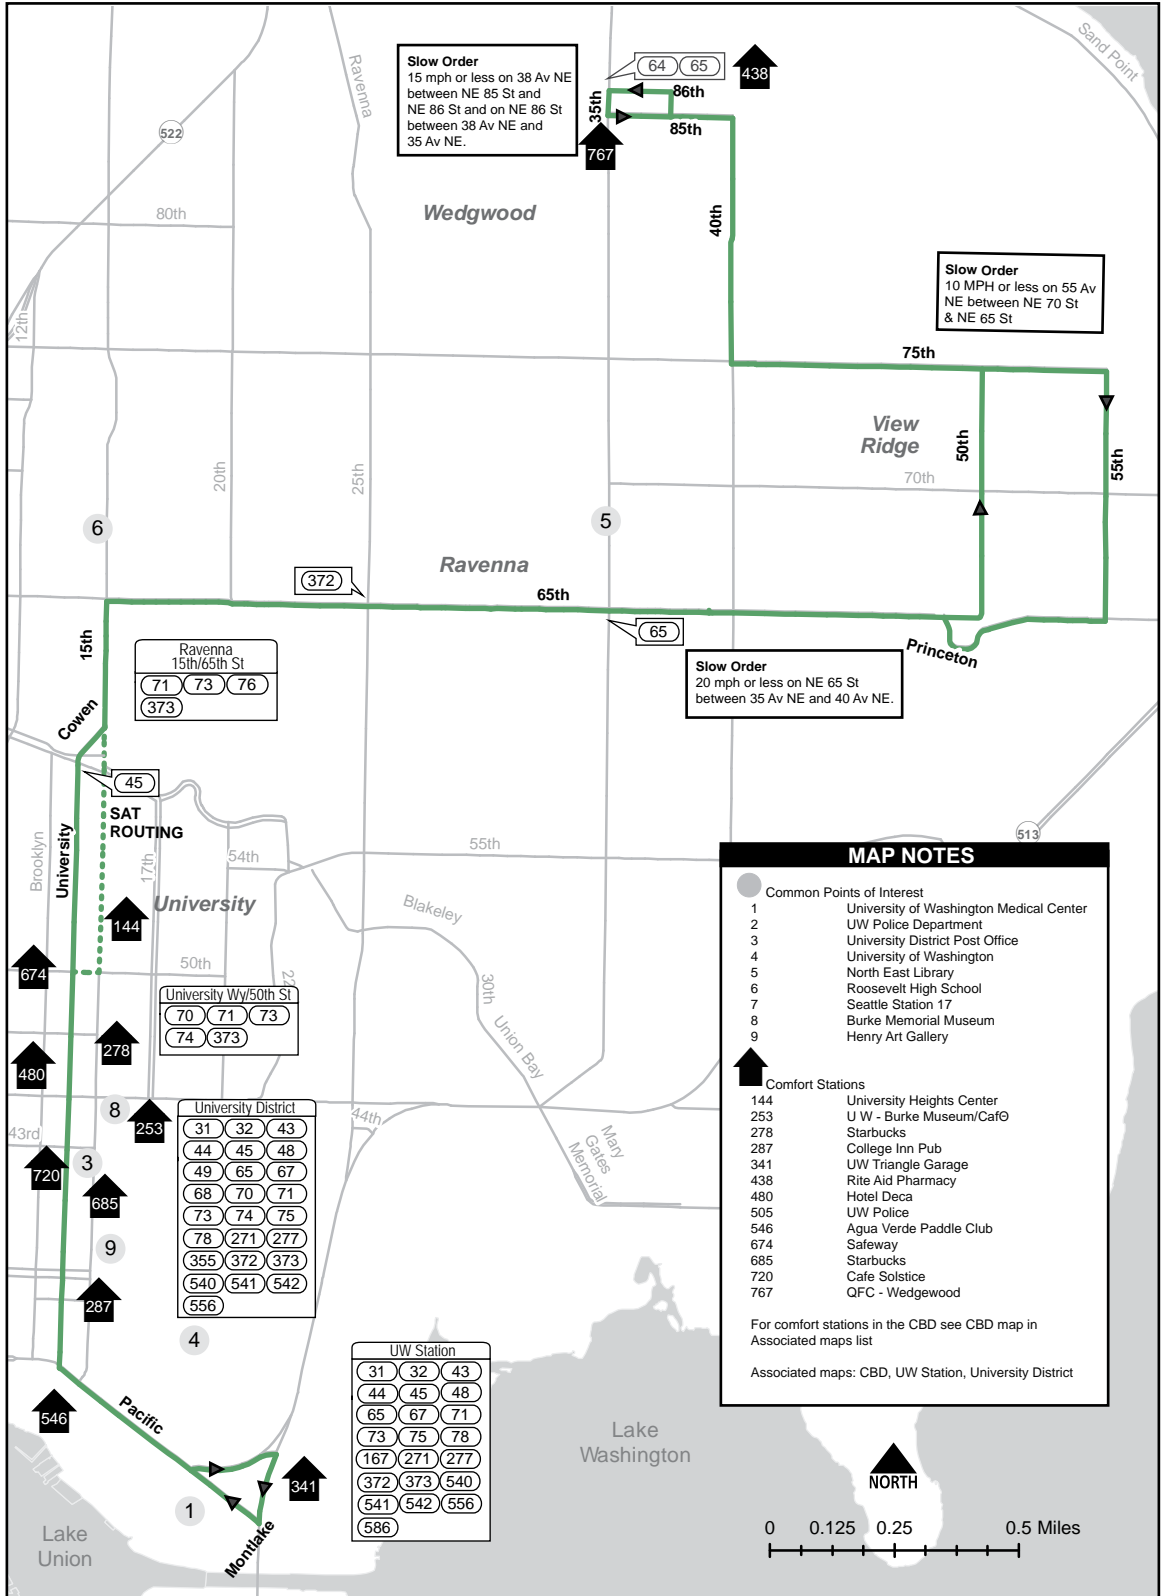 Slow Order
15 mph or less on 38 Av NE
between NE 85 St and
NE 86 St and on NE 86 St
between 38 Av NE and
35 Av NE.
64 65
438
Sand Point
Ravenna
522
35th
86th
85th
767
80th
Wedgwood
40th
Slow Order
10 MPH or less on 55 Av
NE between NE 70 St
& NE 65 St
12th
75th
View
Ridge
50th
55th
20th
25th
70th
6
5
Ravenna
372
65th
15th
65
Princeton
Ravenna
15th/65th St
71 73 76
373
Slow Order
20 mph or less on NE 65 St
between 35 Av NE and 40 Av NE.
Cowen
45
SAT
ROUTING
Brooklyn
University
17th
54th
55th
513
University
Blakeley
144
674
50th
30th
Union Bay
University Wy/50th St
70 71 73
74 373
278
480
8
253
43rd
44th
Mary
Gates
Memorial
University District
31 32 43
44 45 48
49 65 67
68 70 71
73 74 75
78 271 277
355 372 373
540 541 542
556
720
3
685
9
287
4
UW Station
31 32 43
44 45 48
65 67 71
73 75 78
167 271 277
372 373 540
541 542 556
586
546
Pacific
341
1
Montlake
Lake
Union
Lake
Washington
MAP NOTES
Common Points of Interest
1 University of Washington Medical Center
2 UW Police Department
3 University District Post Office
4 University of Washington
5 North East Library
6 Roosevelt High School
7 Seattle Station 17
8 Burke Memorial Museum
9 Henry Art Gallery
Comfort Stations
144 University Heights Center
253 U W - Burke Museum/CafΘ
278 Starbucks
287 College Inn Pub
341 UW Triangle Garage
438 Rite Aid Pharmacy
480 Hotel Deca
505 UW Police
546 Agua Verde Paddle Club
674 Safeway
685 Starbucks
720 Cafe Solstice
767 QFC - Wedgewood
For comfort stations in the CBD see CBD map in
Associated maps list
Associated maps: CBD, UW Station, University District
NORTH
0 0.125 0.25 0.5 Miles